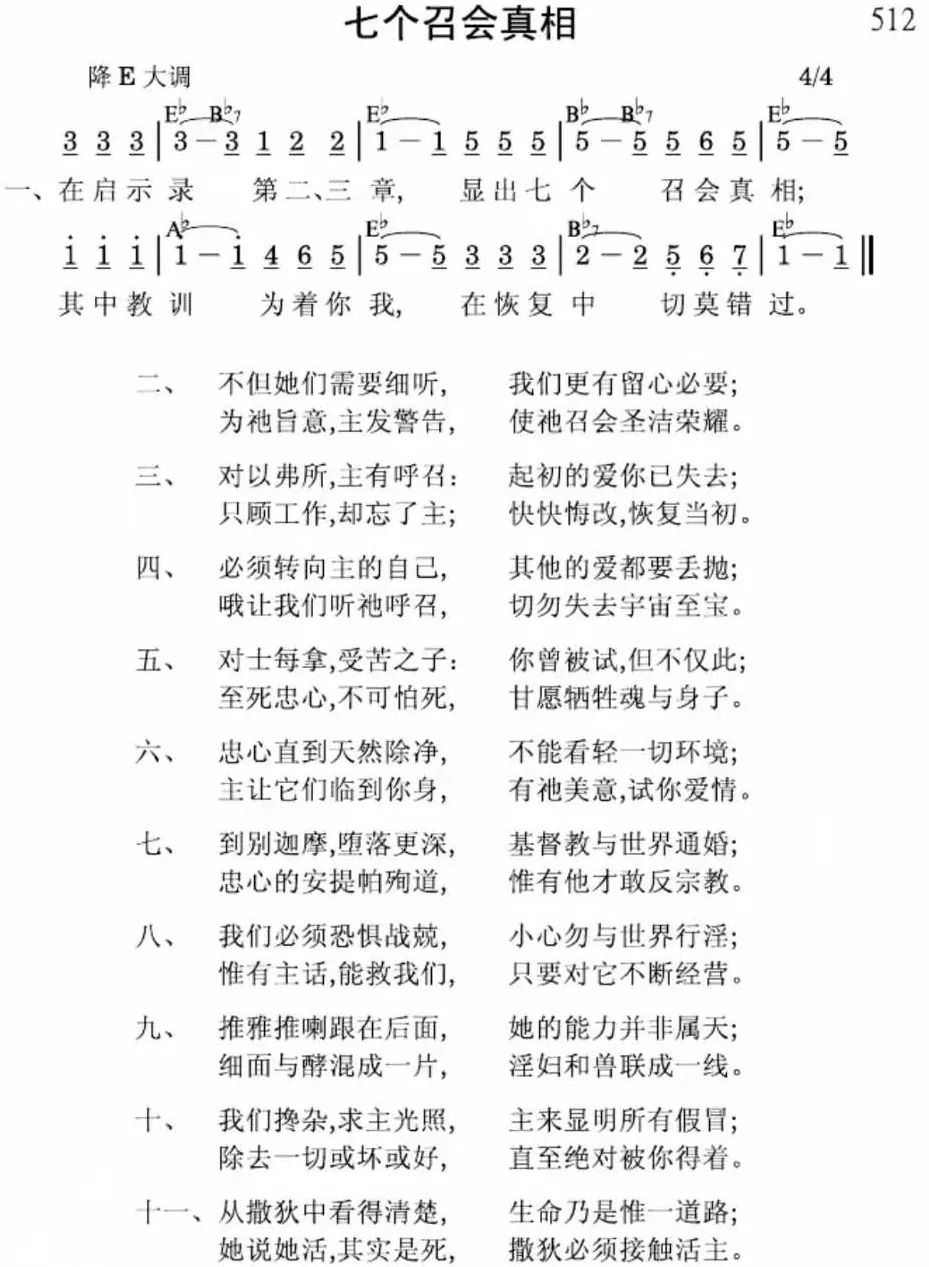 七个召会真相 512
降 E 大调 4/4
E♭ B♭7 E♭ B♭ B♭7 E♭
3 3 3 | 3 － 3 1 2 2 | 1 － 1 5 5 5 | 5 － 5 5 6 5 | 5 － 5
一、在启示录 第二、三章, 显出七个 召会真相;
A♭ E♭ B♭7 E♭
1 1 1 | 1 － 1 4 6 5 | 5 － 5 3 3 3 | 2 － 2 5 6 7 | 1 － 1 ‖
其中教训 为着你我, 在恢复中 切莫错过。
二、 不但她们需要细听, 我们更有留心必要;
为祂旨意,主发警告, 使祂召会圣洁荣耀。
三、 对以弗所,主有呼召: 起初的爱你已失去;
只顾工作,却忘了主; 快快悔改,恢复当初。
四、 必须转向主的自己, 其他的爱都要丢抛;
哦让我们听祂呼召, 切勿失去宇宙至宝。
五、 对士每拿,受苦之子: 你曾被试,但不仅此;
至死忠心,不可怕死, 甘愿牺牲魂与身子。
六、 忠心直到天然除净, 不能看轻一切环境;
主让它们临到你身, 有祂美意,试你爱情。
七、 到别迦摩,堕落更深, 基督教与世界通婚;
忠心的安提帕殉道, 惟有他才敢反宗教。
八、 我们必须恐惧战兢, 小心勿与世界行淫;
惟有主话,能救我们, 只要对它不断经营。
九、 推雅推喇跟在后面, 她的能力并非属天;
细面与酵混成一片, 淫妇和兽联成一线。
十、 我们搀杂,求主光照, 主来显明所有假冒;
除去一切或坏或好, 直至绝对被你得着。
十一、从撒狄中看得清楚, 生命乃是惟一道路;
她说她活,其实是死, 撒狄必须接触活主。